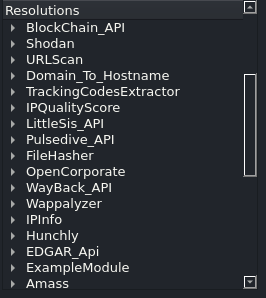 Resolutions
BlockChain_API
Shodan
URLScan
Domain_To_Hostname
TrackingCodesExtractor
IPQualityScore
LittleSis_API
Pulsedive_API
FileHasher
OpenCorporate
WayBack_API
Wappalyzer
IPInfo
Hunchly
EDGAR_Api
ExampleModule
Amass